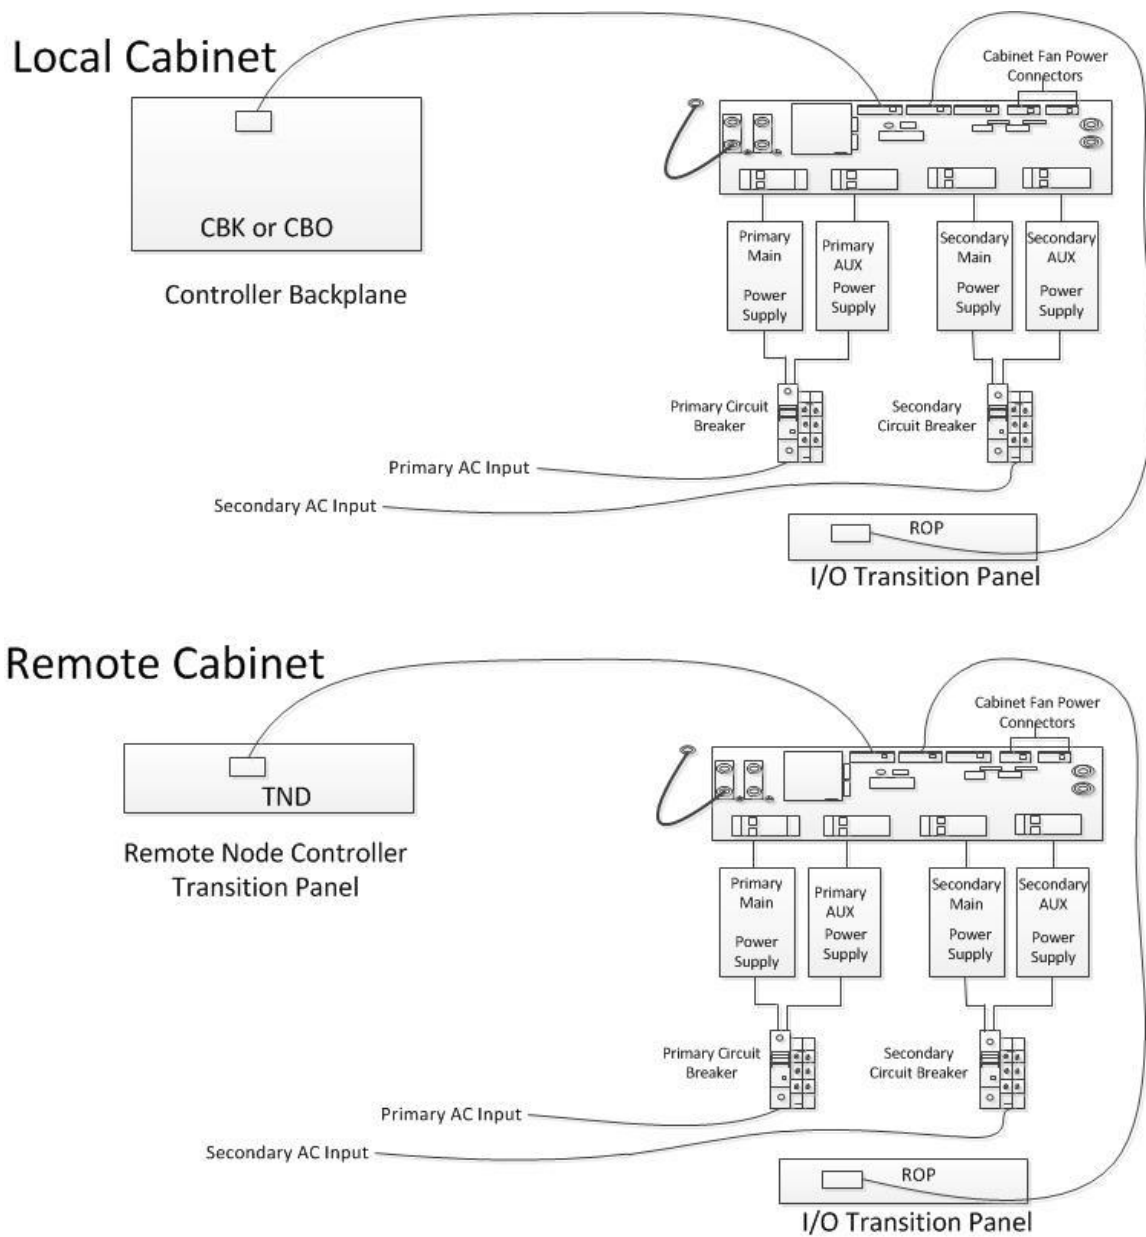 Local Cabinet
Cabinet Fan Power
Connectors
CBK or CBO
Controller Backplane
Primary
Main
Power
Supply
Primary
AUX
Power
Supply
Secondary
Main
Power
Supply
Secondary
AUX
Power
Supply
Primary Circuit
Breaker
Secondary
Circuit Breaker
Primary AC Input
Secondary AC Input
ROP
I/O Transition Panel
Remote Cabinet
Cabinet Fan Power
Connectors
TND
Remote Node Controller
Transition Panel
Primary
Main
Power
Supply
Primary
AUX
Power
Supply
Secondary
Main
Power
Supply
Secondary
AUX
Power
Supply
Primary Circuit
Breaker
Secondary
Circuit Breaker
Primary AC Input
Secondary AC Input
ROP
I/O Transition Panel